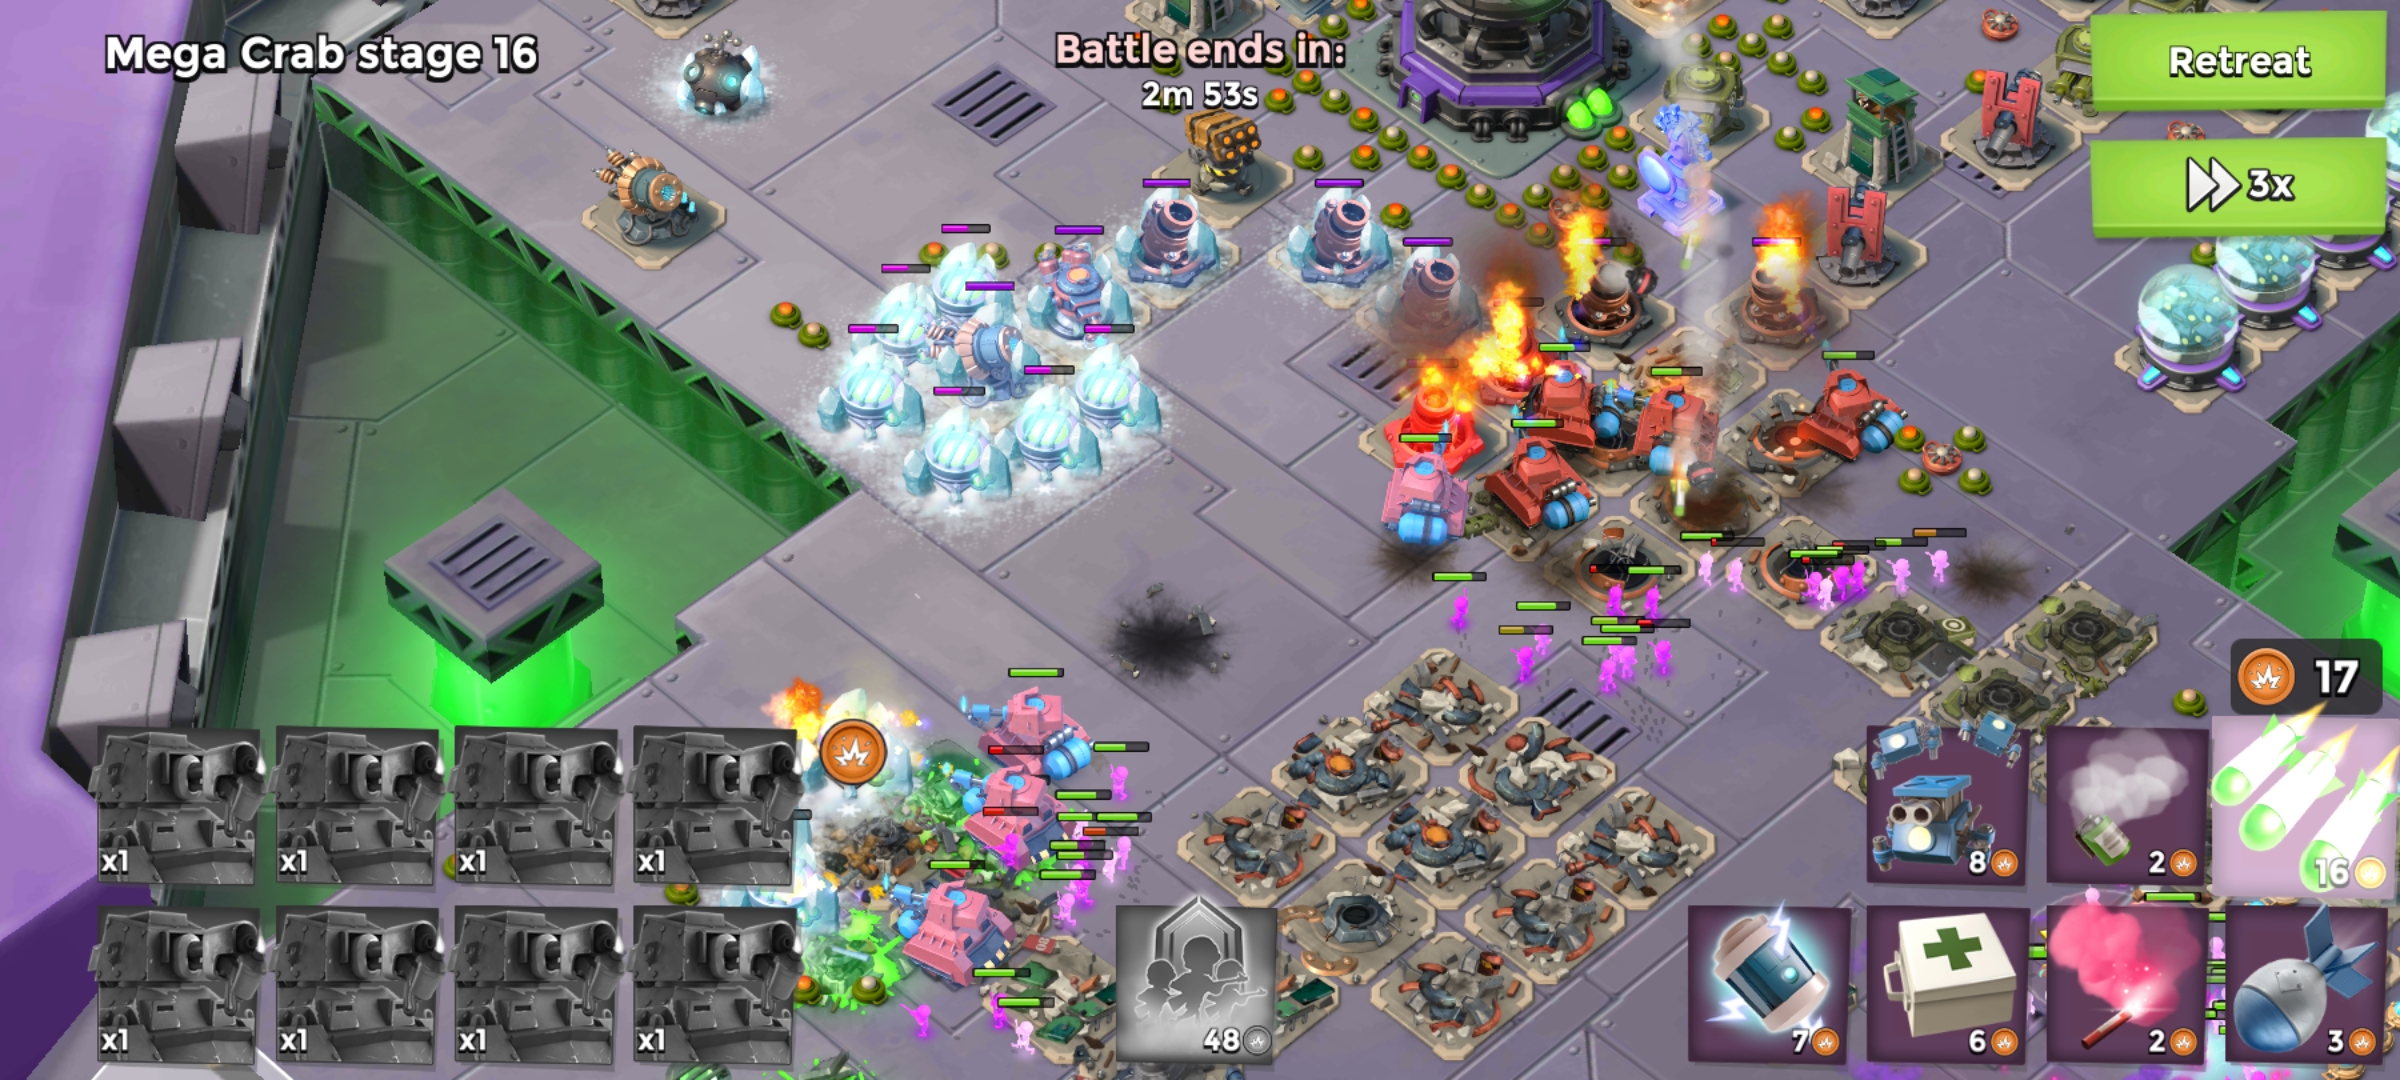 Mega Crab stage 16
Battle ends in:
2m 53s
Retreat
3x
17
x1
x1
x1
x1
8
2
16
x1
x1
x1
x1
48
7
6
2
3